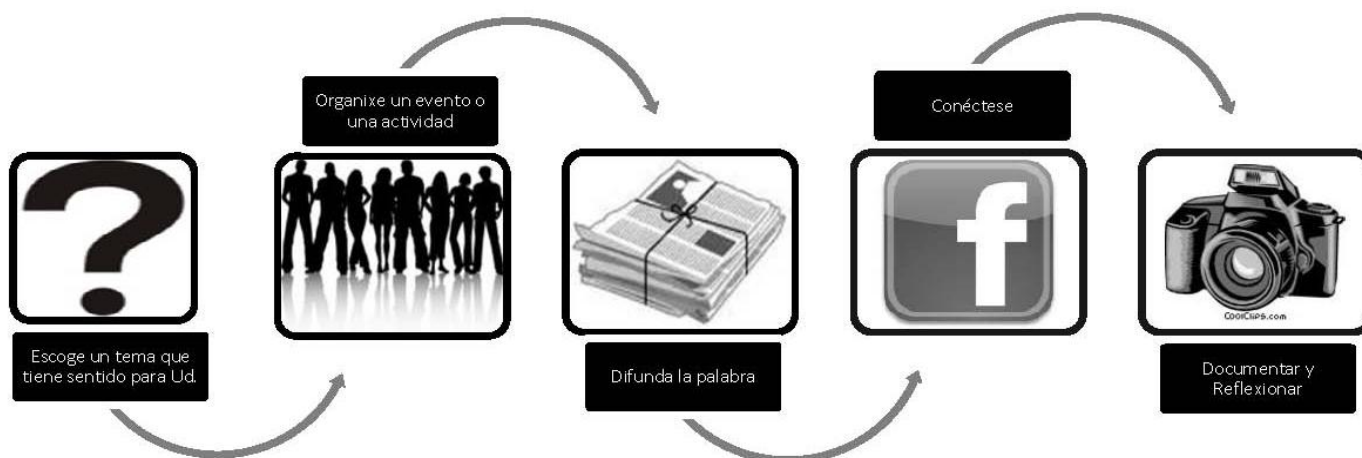 Escoge un tema que
tiene sentido para Ud.
Organixe un evento o
una actividad
Difunda la palabra
Conéctese
f
CoolClips.com
Documentar y
Reflexionar